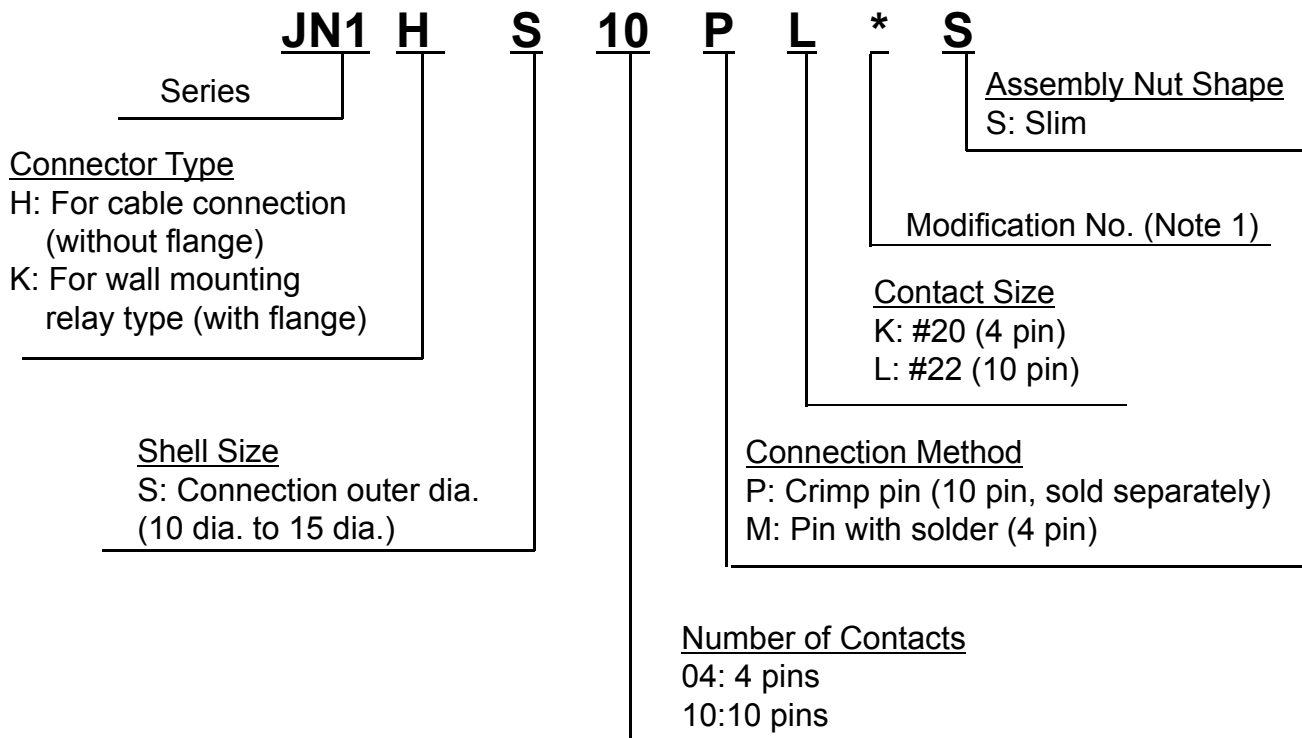 JN1 H S 10 P L * S
Series
Assembly Nut Shape
S: Slim
Connector Type
H: For cable connection
(without flange)
K: For wall mounting
relay type (with flange)
Modification No. (Note 1)
Contact Size
K: #20 (4 pin)
L: #22 (10 pin)
Shell Size
S: Connection outer dia.
(10 dia. to 15 dia.)
Connection Method
P: Crimp pin (10 pin, sold separately)
M: Pin with solder (4 pin)
Number of Contacts
04: 4 pins
10:10 pins